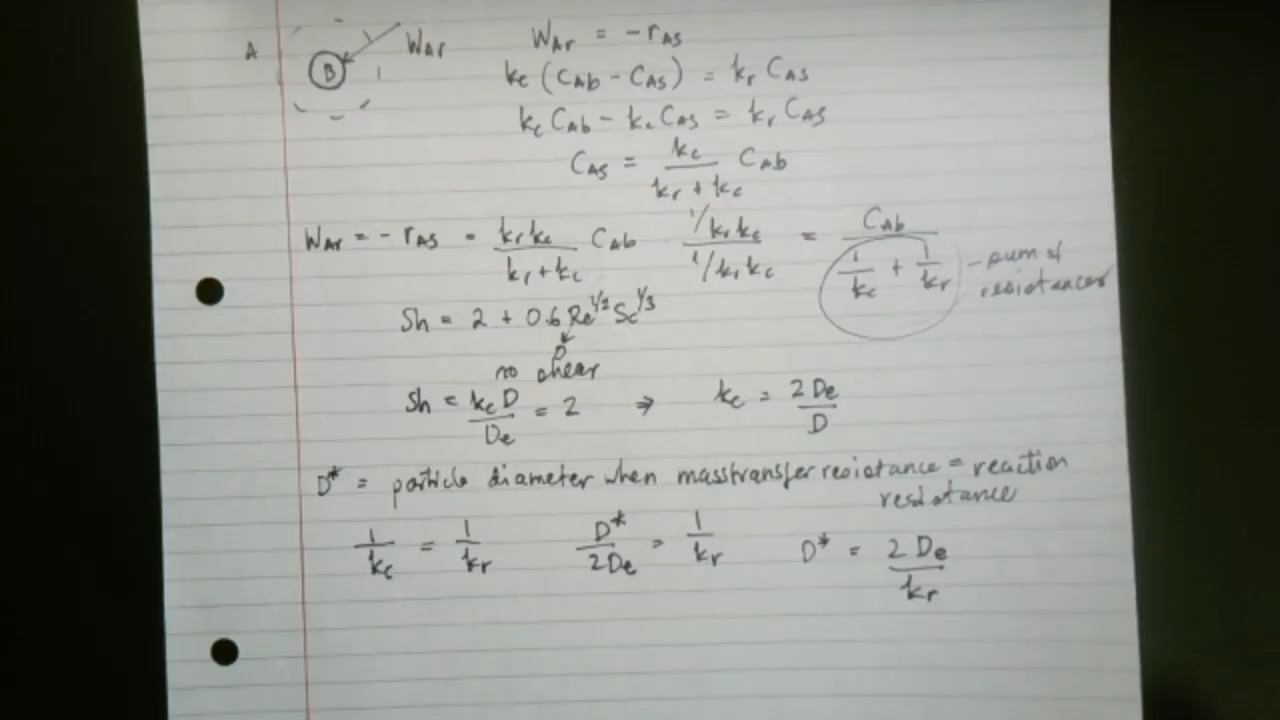 A B WAr WAr = -rAs
kc (CAb - CAs) = kr CAs
kc CAb - kc CAs = kr CAs
CAs = kc / (kr + kc) CAb
WAr = - rAs = kr kc / (kr + kc) CAb (1/kr kc) / (1/kr kc) = CAb / (1/kc + 1/kr) - sum of resistances
Sh = 2 + 0.6 Re^1/2 Sc^1/3
0
no shear
Sh = kc D / De = 2 ⇒ kc = 2 De / D
D* = particle diameter when mass transfer resistance = reaction
resistance
1/kc = 1/kr D*/2De = 1/kr D* = 2 De / kr